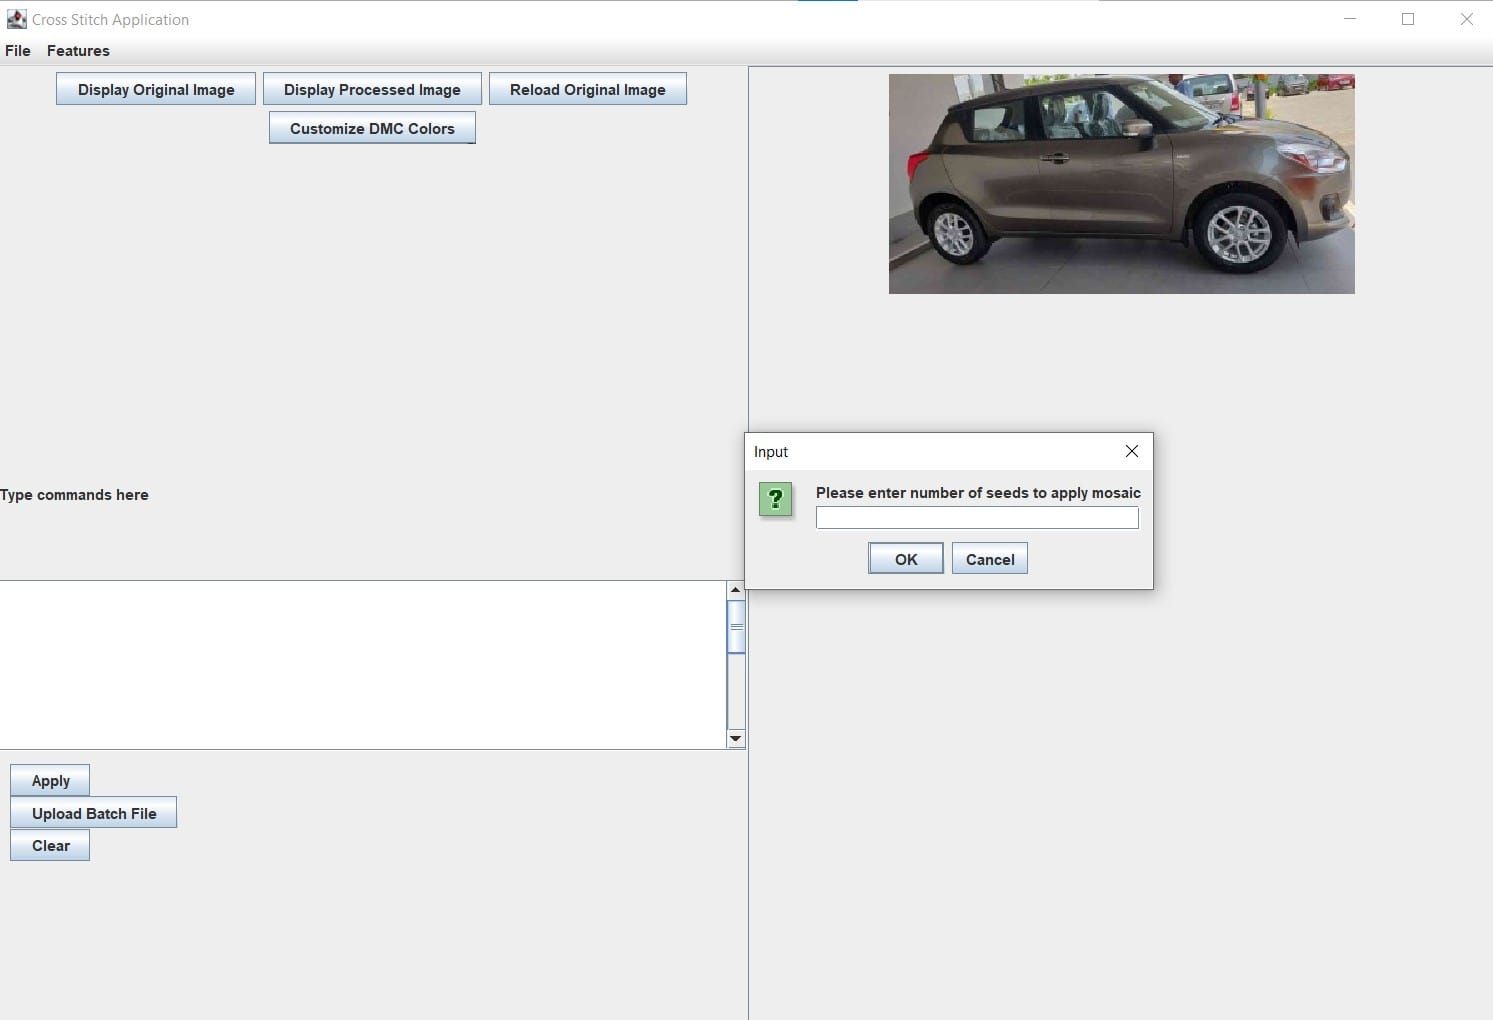 Cross Stitch Application
File Features
Display Original Image Display Processed Image Reload Original Image
Customize DMC Colors
Input
Please enter number of seeds to apply mosaic
OK Cancel
Type commands here
Apply
Upload Batch File
Clear